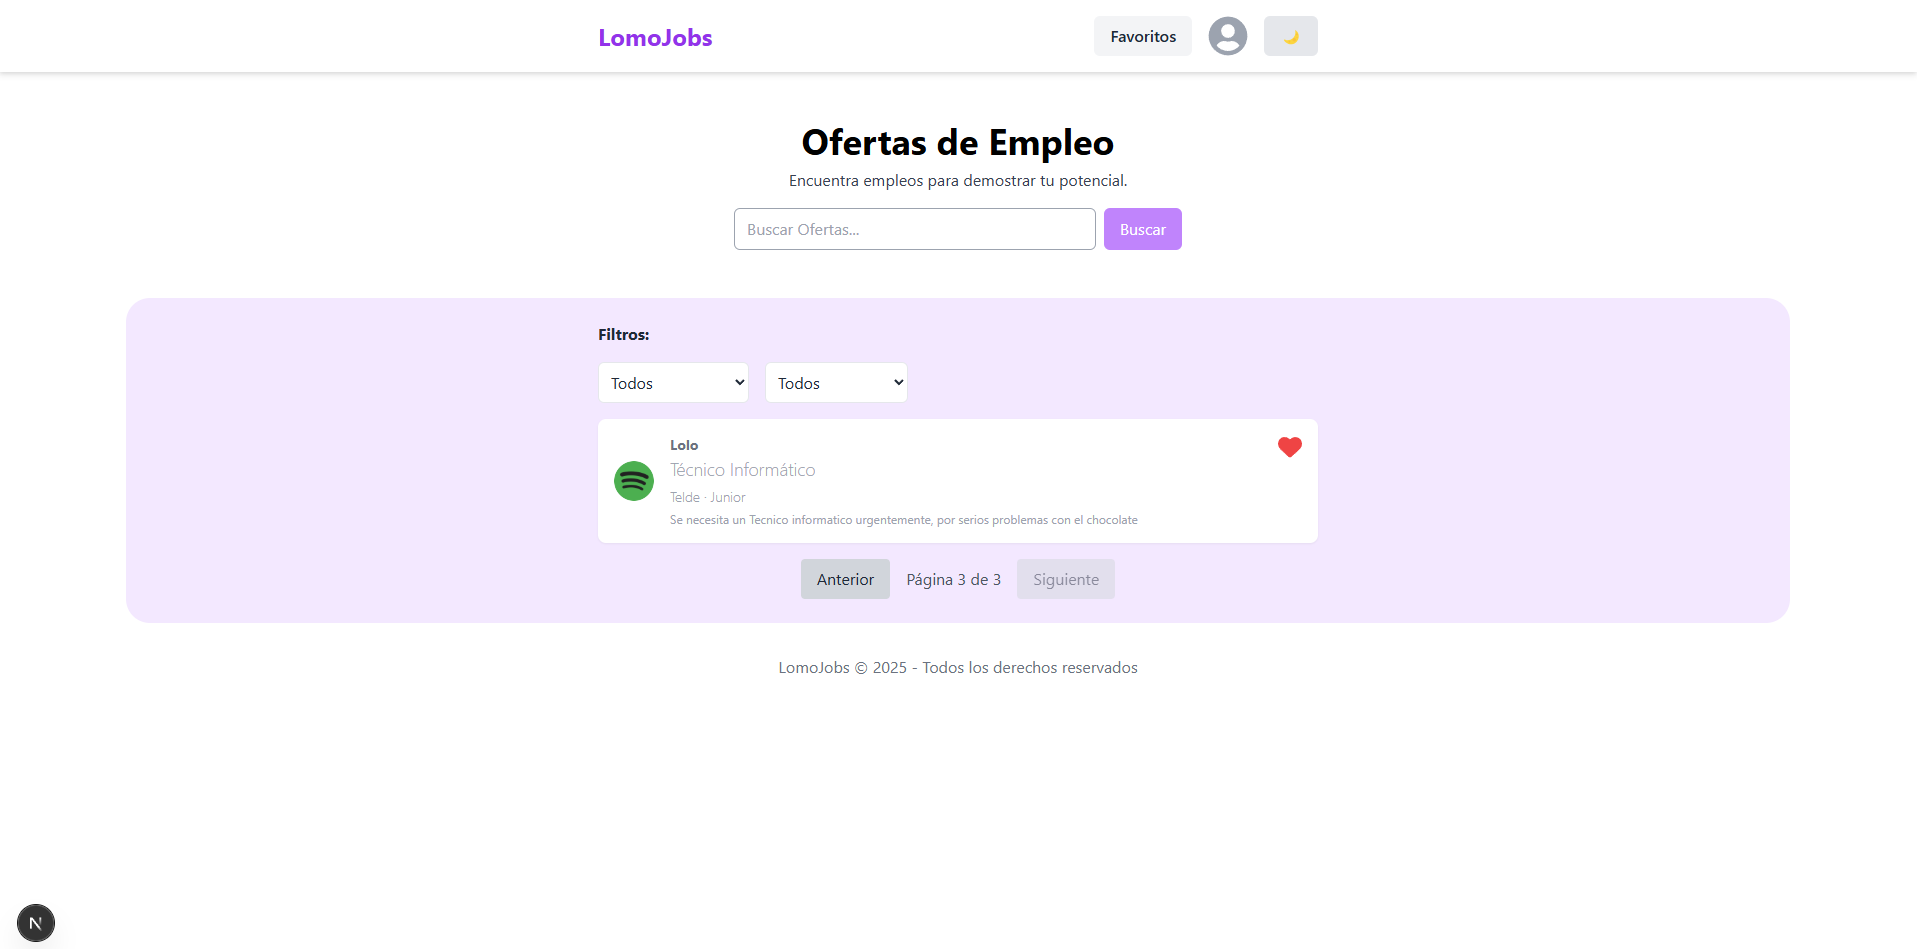 LomoJobs
Favoritos
Ofertas de Empleo
Encuentra empleos para demostrar tu potencial.
Buscar Ofertas...
Buscar
Filtros:
Todos
Todos
Lolo
Técnico Informático
Telde · Junior
Se necesita un Tecnico informatico urgentemente, por serios problemas con el chocolate
Anterior
Página 3 de 3
Siguiente
LomoJobs © 2025 - Todos los derechos reservados
N